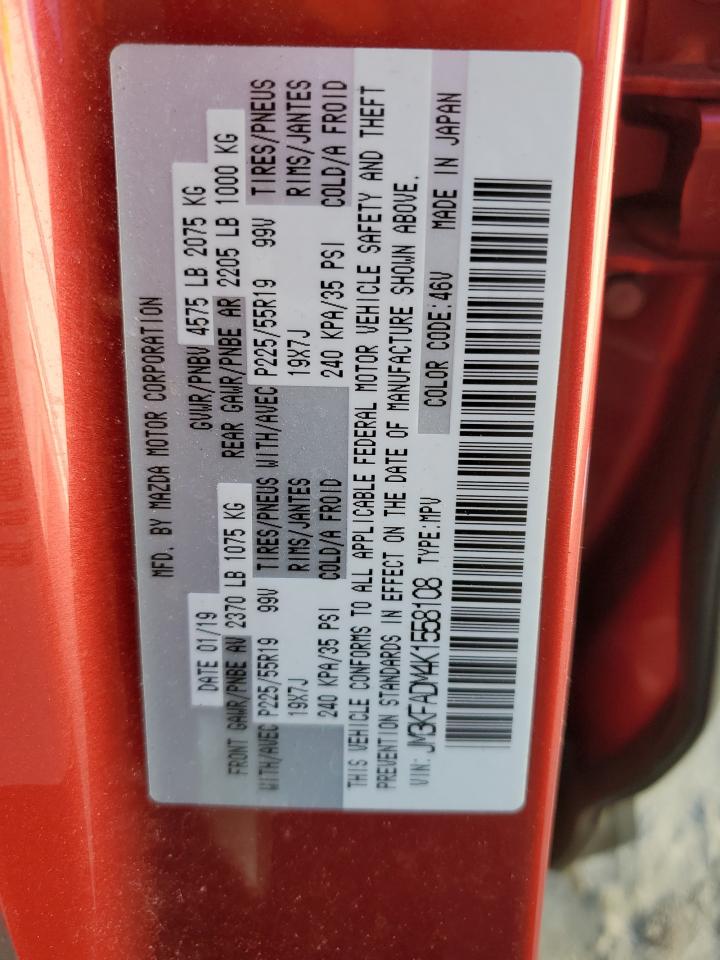 MFD. BY MAZDA MOTOR CORPORATION
DATE 01/19 GVWR/PNBV 4575 LB 2075 KG
FRONT GAWR/PNBE AV 2370 LB 1075 KG REAR GAWR/PNBE AR 2205 LB 1000 KG
WITH/AVEC P225/55R19 99V TIRES/PNEUS WITH/AVEC P225/55R19 99V TIRES/PNEUS
19X7J RIMS/JANTES 19X7J RIMS/JANTES
240 KPA/35 PSI COLD/A FROID 240 KPA/35 PSI COLD/A FROID
THIS VEHICLE CONFORMS TO ALL APPLICABLE FEDERAL MOTOR VEHICLE SAFETY AND THEFT
PREVENTION STANDARDS IN EFFECT ON THE DATE OF MANUFACTURE SHOWN ABOVE.
VIN: JM3KFADM4K1558108 TYPE:MPV COLOR CODE:46V MADE IN JAPAN